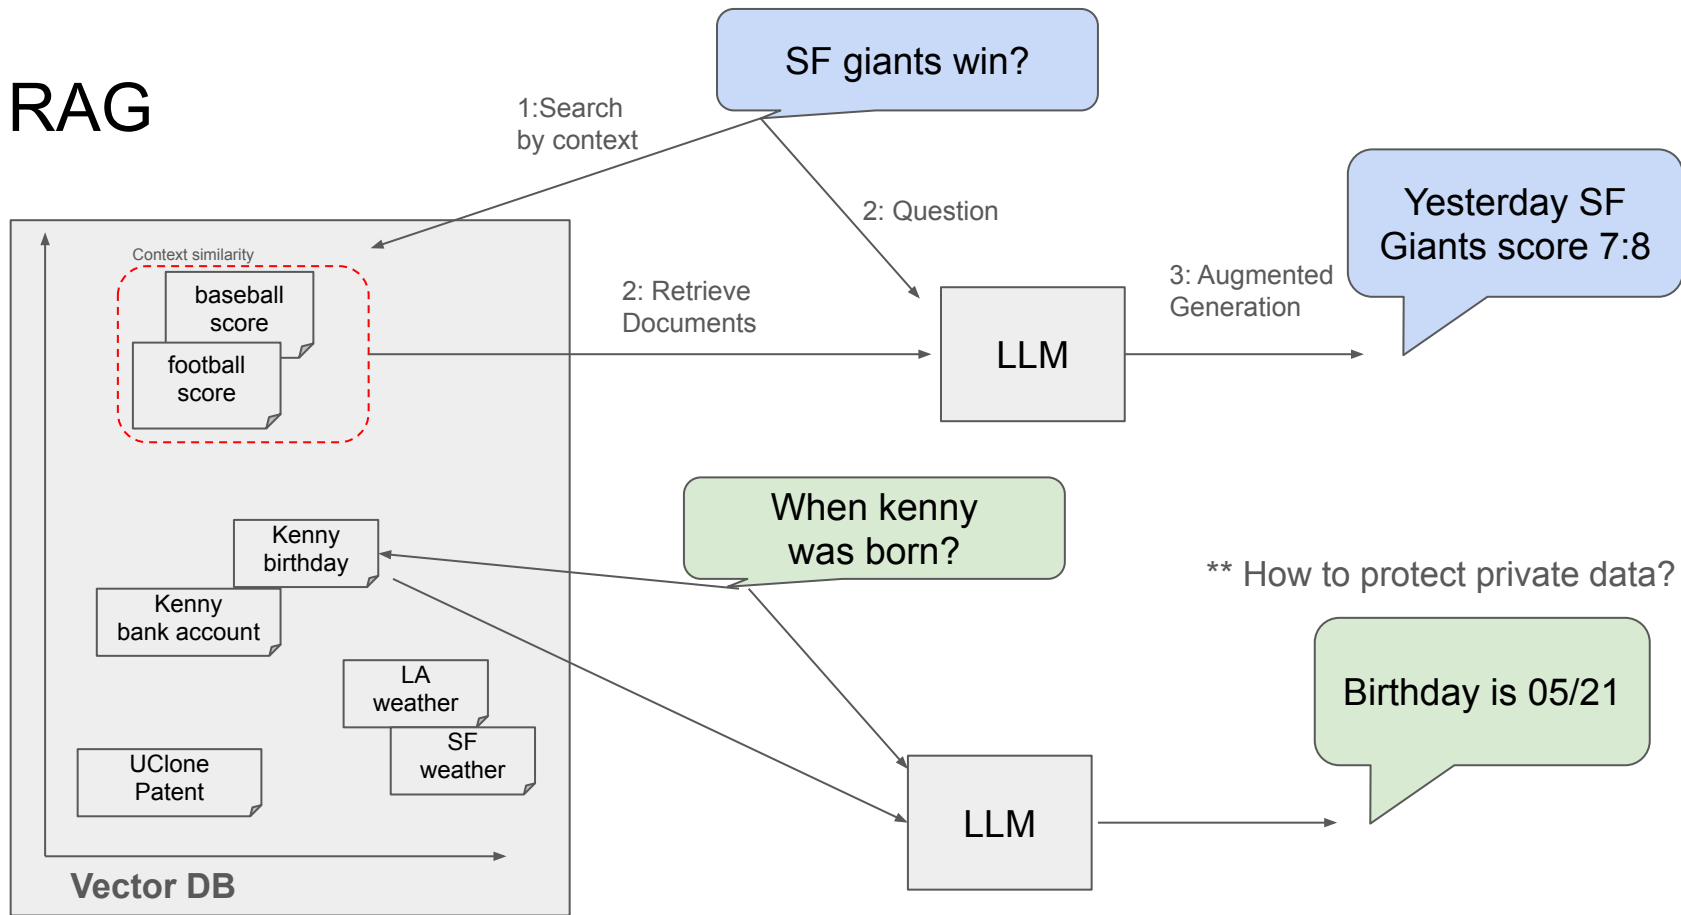 RAG
SF giants win?
1:Search
by context
2: Question
Yesterday SF
Giants score 7:8
Context similarity
baseball
score
football
score
2: Retrieve
Documents
LLM
3: Augmented
Generation
Kenny
birthday
Kenny
bank account
LA
weather
SF
weather
UClone
Patent
Vector DB
When kenny
was born?
** How to protect private data?
Birthday is 05/21
LLM